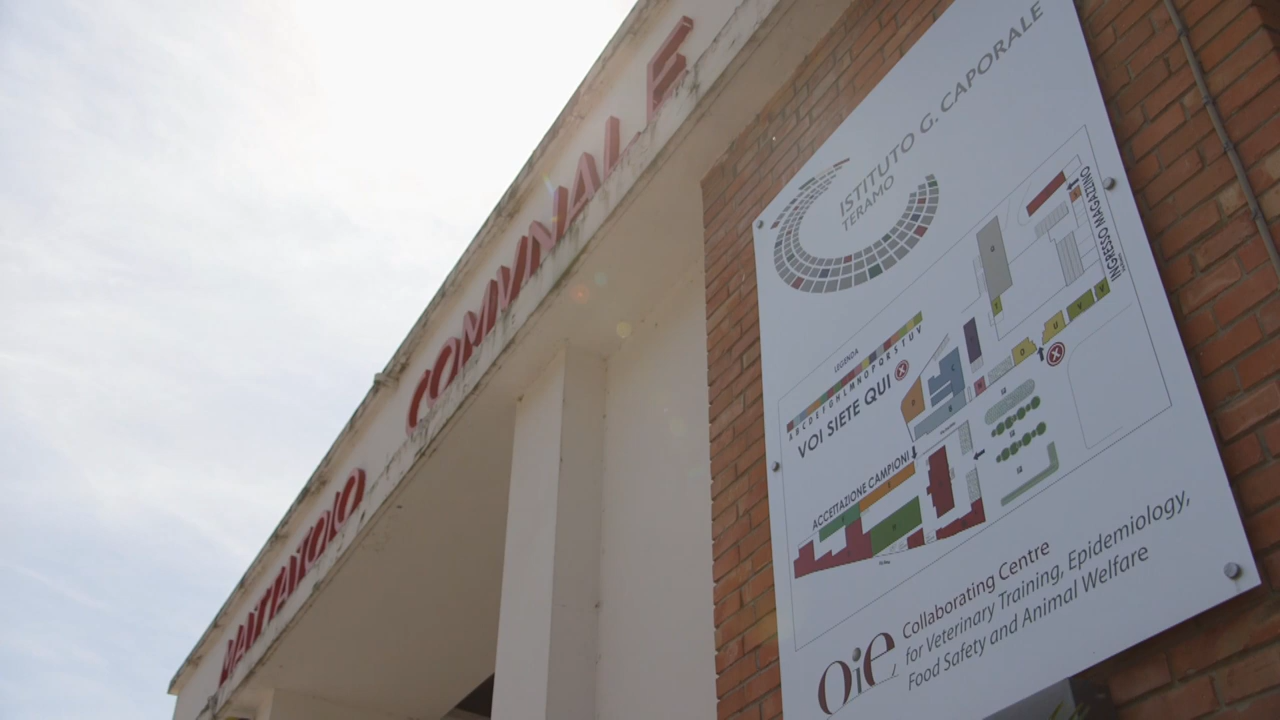 MATTATOIO COMVNALE
ISTITUTO G. CAPORALE
TERAMO
INGRESSO MAGAZZINO
LEGENDA
A B C D E F G H I L M N O P Q R S T U V
VOI SIETE QUI X
X
ACCETTAZIONE CAMPIONI
oie
Collaborating Centre
for Veterinary Training, Epidemiology,
Food Safety and Animal Welfare